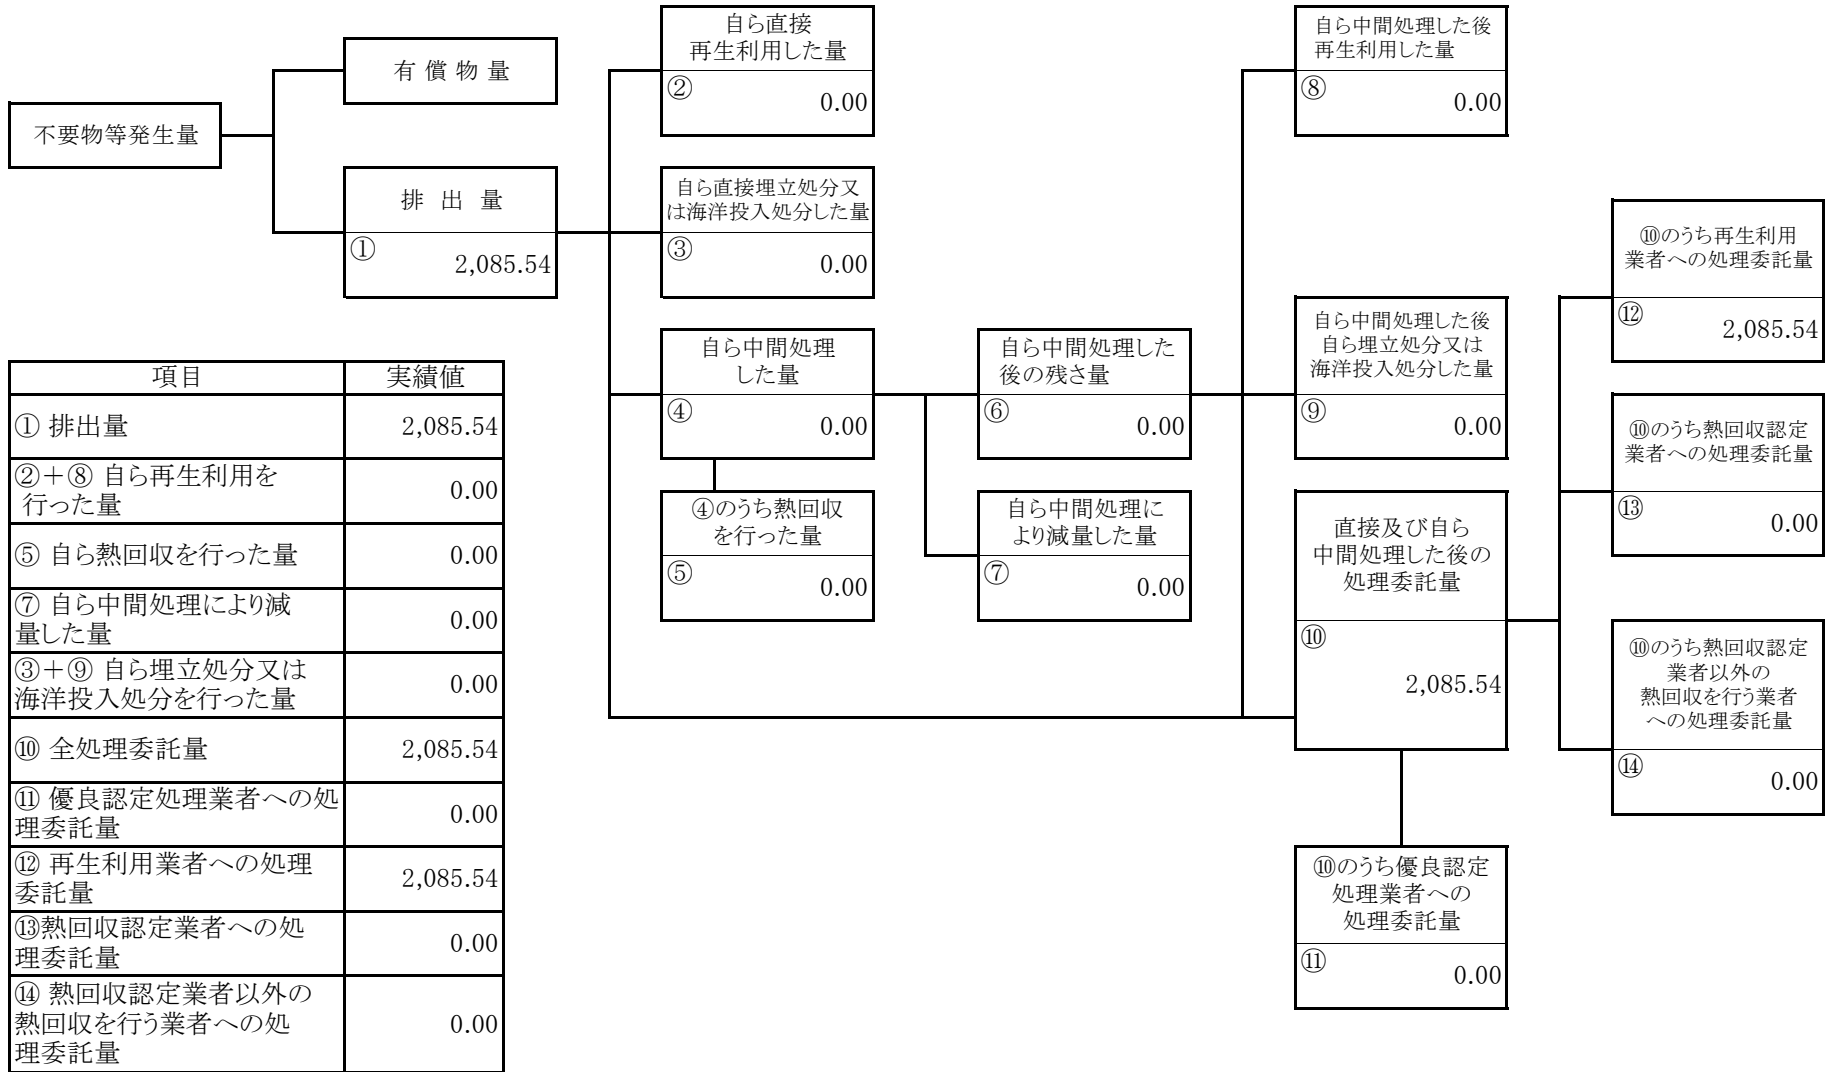 不要物等発生量
有償物量
排出量
①
2,085.54
自ら直接
再生利用した量
②
0.00
自ら直接埋立処分又
は海洋投入処分した量
③
0.00
自ら中間処理
した量
④
0.00
④のうち熱回収
を行った量
⑤
0.00
自ら中間処理した
後の残さ量
⑥
0.00
自ら中間処理に
より減量した量
⑦
0.00
自ら中間処理した後
再生利用した量
⑧
0.00
自ら中間処理した後
自ら埋立処分又は
海洋投入処分した量
⑨
0.00
直接及び自ら
中間処理した後の
処理委託量
⑩
2,085.54
⑩のうち優良認定
処理業者への
処理委託量
⑪
0.00
⑩のうち再生利用
業者への処理委託量
⑫
2,085.54
⑩のうち熱回収認定
業者への処理委託量
⑬
0.00
⑩のうち熱回収認定
業者以外の
熱回収を行う業者
への処理委託量
⑭
0.00
項目 実績値
① 排出量 2,085.54
②＋⑧ 自ら再生利用を
行った量 0.00
⑤ 自ら熱回収を行った量 0.00
⑦ 自ら中間処理により減
量した量 0.00
③＋⑨ 自ら埋立処分又は
海洋投入処分を行った量 0.00
⑩ 全処理委託量 2,085.54
⑪ 優良認定処理業者への処
理委託量 0.00
⑫ 再生利用業者への処理
委託量 2,085.54
⑬熱回収認定業者への処
理委託量 0.00
⑭ 熱回収認定業者以外の
熱回収を行う業者への処
理委託量 0.00